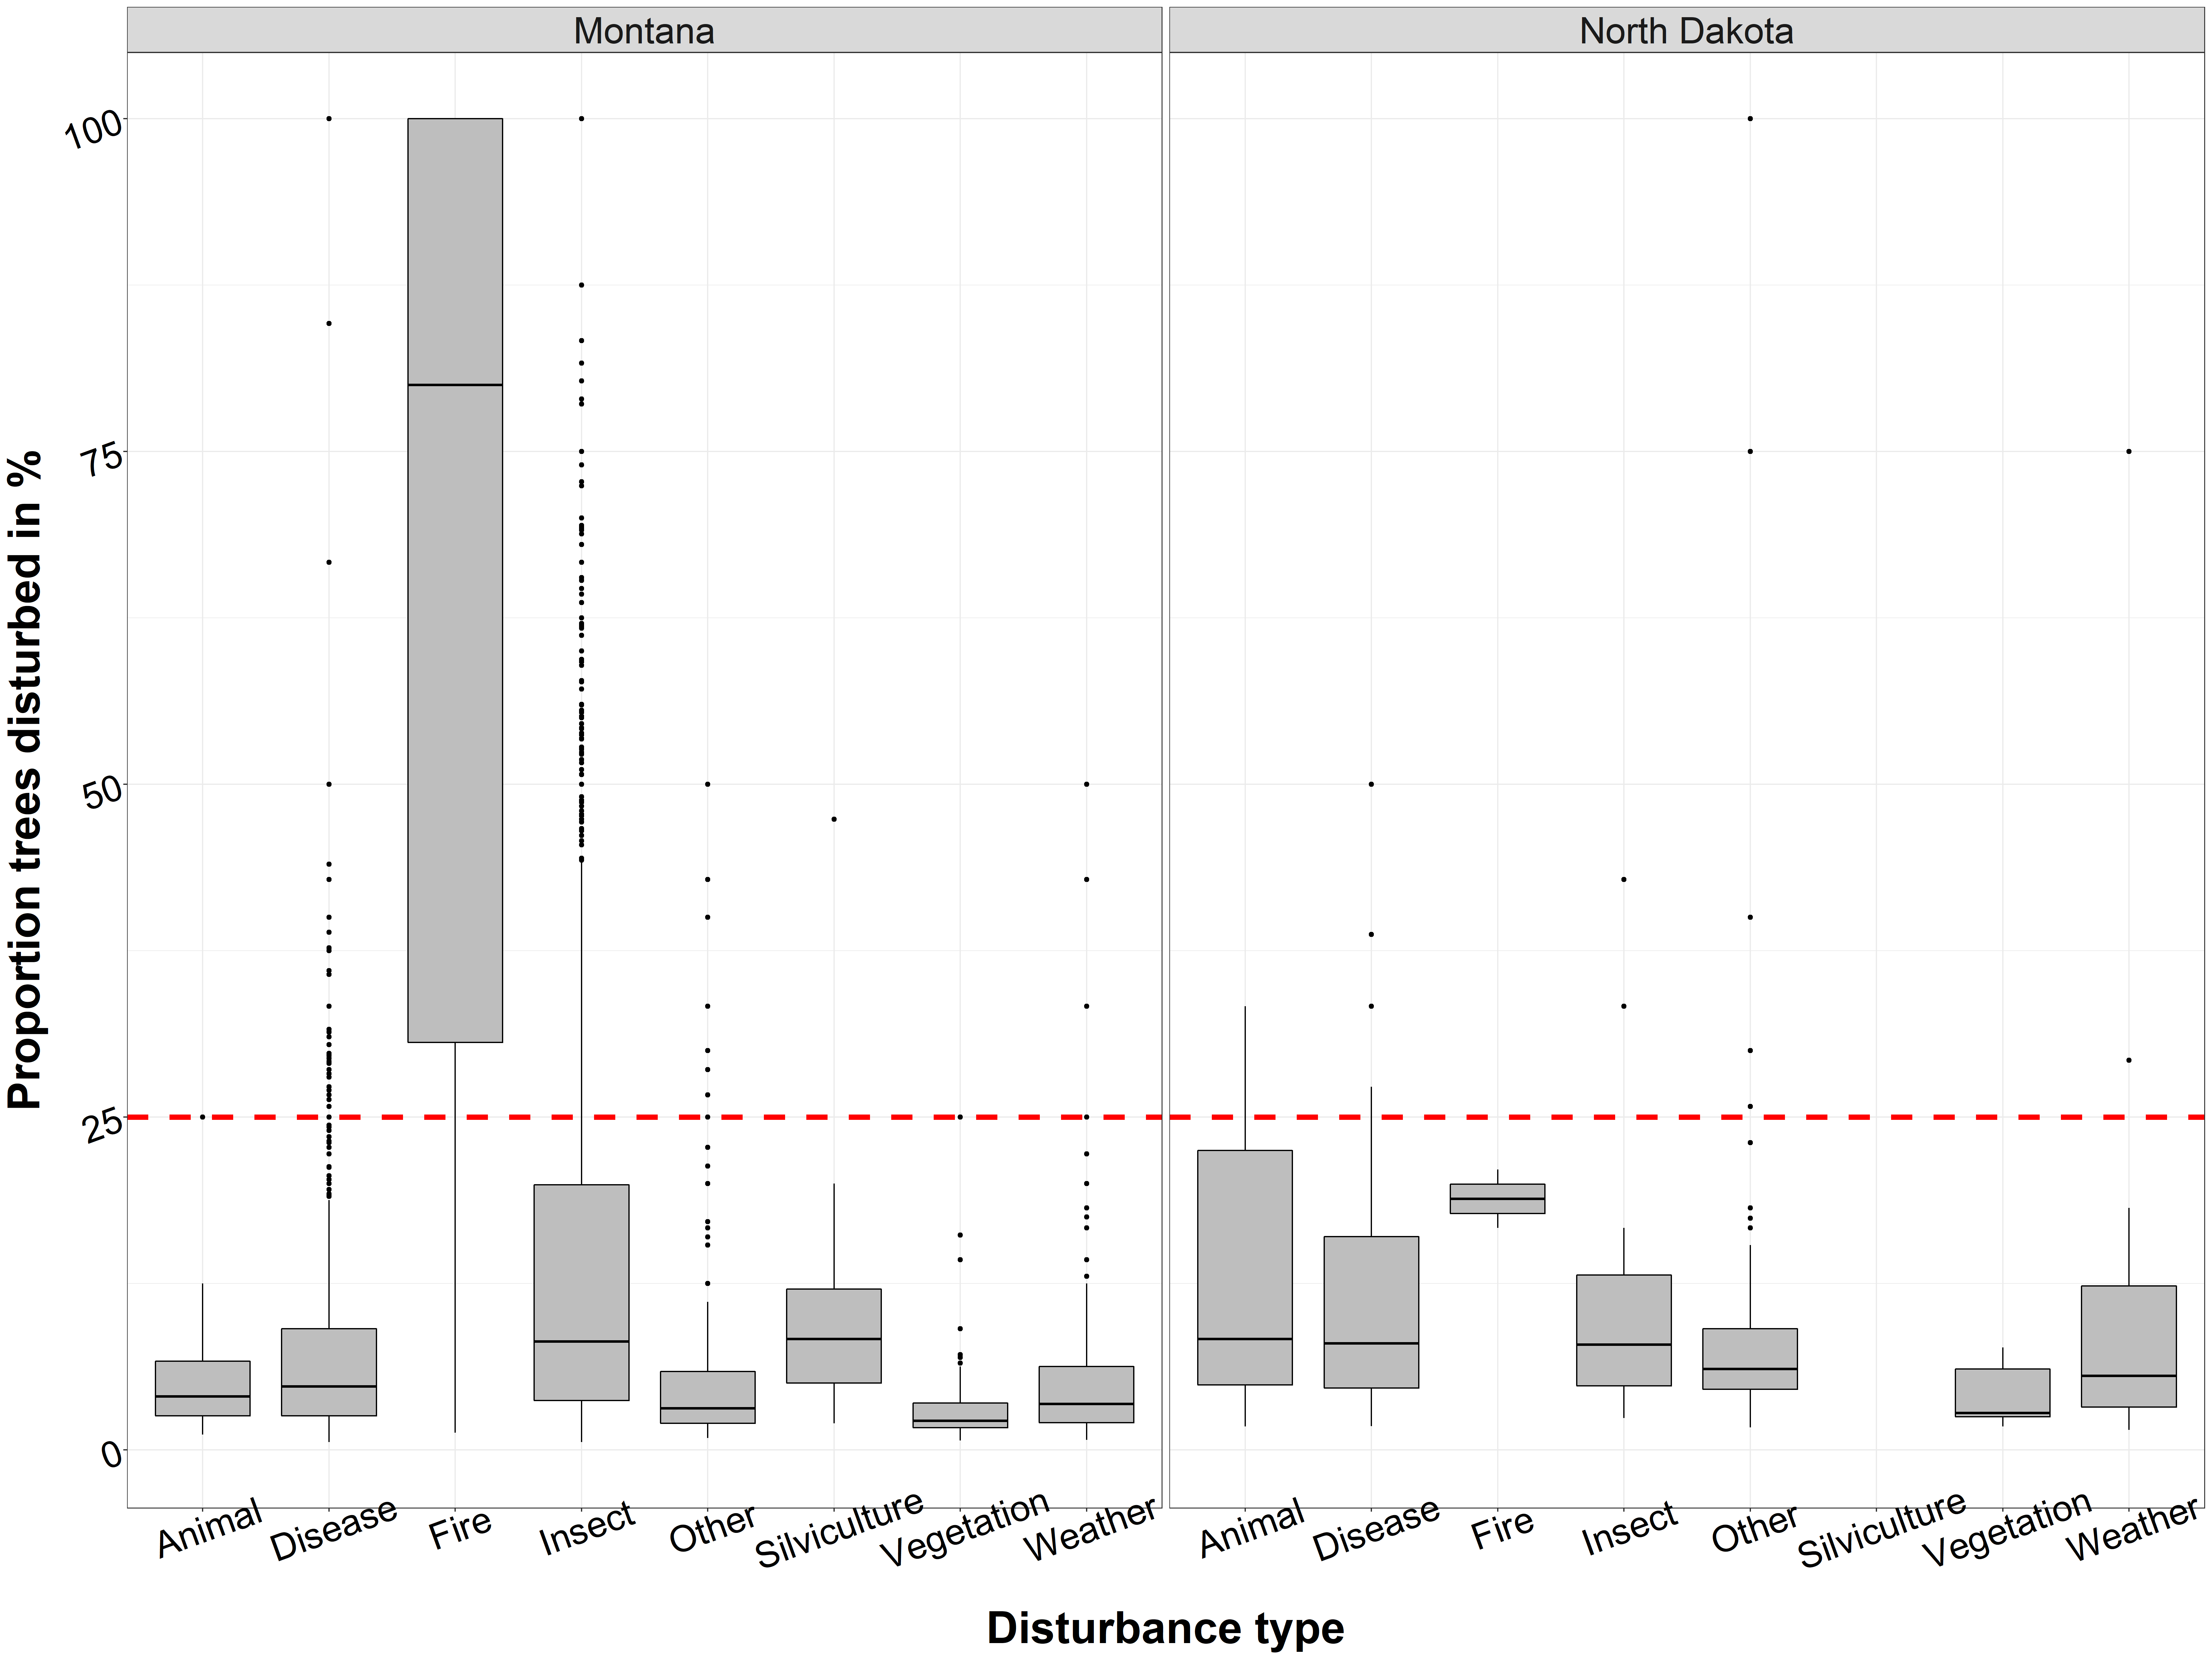 Montana
North Dakota
Proportion trees disturbed in %
100
75
50
25
0
Animal
Disease
Fire
Insect
Other
Silviculture
Vegetation
Weather
Animal
Disease
Fire
Insect
Other
Silviculture
Vegetation
Weather
Disturbance type